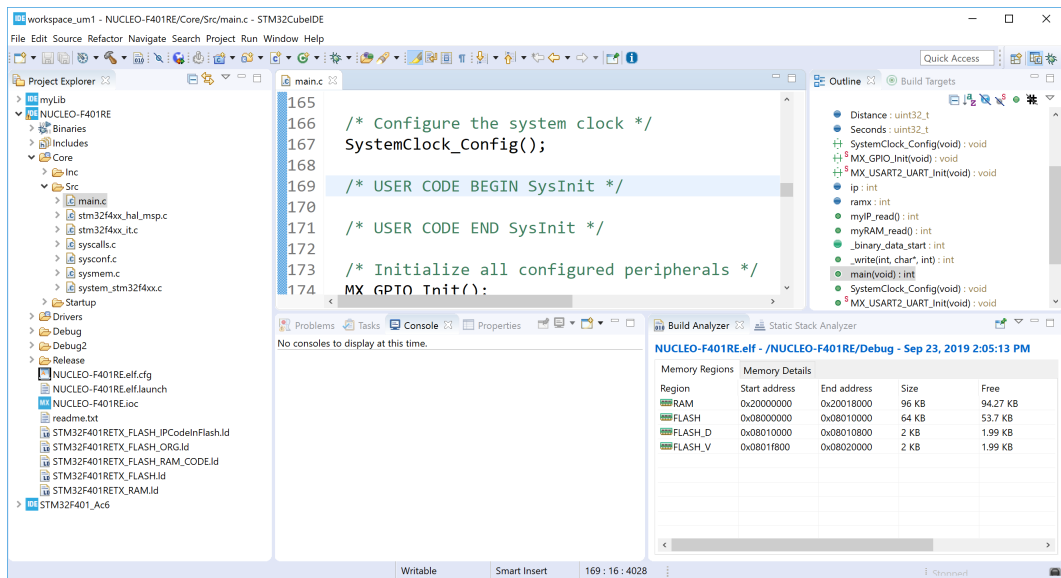 workspace_um1 - NUCLEO-F401RE/Core/Src/main.c - STM32CubeIDE
File Edit Source Refactor Navigate Search Project Run Window Help
Quick Access
Project Explorer
myLib
NUCLEO-F401RE
Binaries
Includes
Core
Inc
Src
main.c
stm32f4xx_hal_msp.c
stm32f4xx_it.c
syscalls.c
sysconf.c
sysmem.c
system_stm32f4xx.c
Startup
Drivers
Debug
Debug2
Release
NUCLEO-F401RE.elf.cfg
NUCLEO-F401RE.elf.launch
NUCLEO-F401RE.ioc
readme.txt
STM32F401RETX_FLASH_IPCodeInFlash.ld
STM32F401RETX_FLASH_ORG.ld
STM32F401RETX_FLASH_RAM_CODE.ld
STM32F401RETX_FLASH.ld
STM32F401RETX_RAM.ld
STM32F401_Ac6
main.c
165
166 /* Configure the system clock */
167 SystemClock_Config();
168
169 /* USER CODE BEGIN SysInit */
170
171 /* USER CODE END SysInit */
172
173 /* Initialize all configured peripherals */
174 MX_GPIO_Init();
Outline Build Targets
Distance : uint32_t
Seconds : uint32_t
SystemClock_Config(void) : void
MX_GPIO_Init(void) : void
MX_USART2_UART_Init(void) : void
ip : int
ramx : int
myIP_read() : int
myRAM_read() : int
_binary_data_start : int
_write(int, char*, int) : int
main(void) : int
SystemClock_Config(void) : void
MX_USART2_UART_Init(void) : void
Problems Tasks Console Properties
No consoles to display at this time.
Build Analyzer Static Stack Analyzer
NUCLEO-F401RE.elf - /NUCLEO-F401RE/Debug - Sep 23, 2019 2:05:13 PM
Memory Regions Memory Details
Region Start address End address Size Free
RAM 0x20000000 0x20018000 96 KB 94.27 KB
FLASH 0x08000000 0x08010000 64 KB 53.7 KB
FLASH_D 0x08010000 0x08010800 2 KB 1.99 KB
FLASH_V 0x0801f800 0x08020000 2 KB 1.99 KB
Writable Smart Insert 169 : 16 : 4028 Stopped